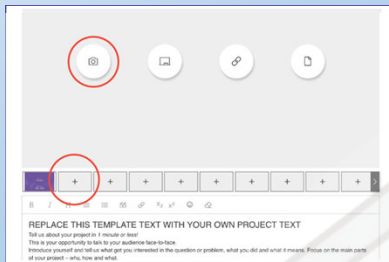 REPLACE THIS TEMPLATE TEXT WITH YOUR OWN PROJECT TEXT
Tell us about your project in 1 minute or less!
This is your opportunity to talk to your audience face-to-face.
Introduce yourself and tell us what got you interested in the question or problem, what you did and what it means. Focus on the main parts
of your project – why, how and what.